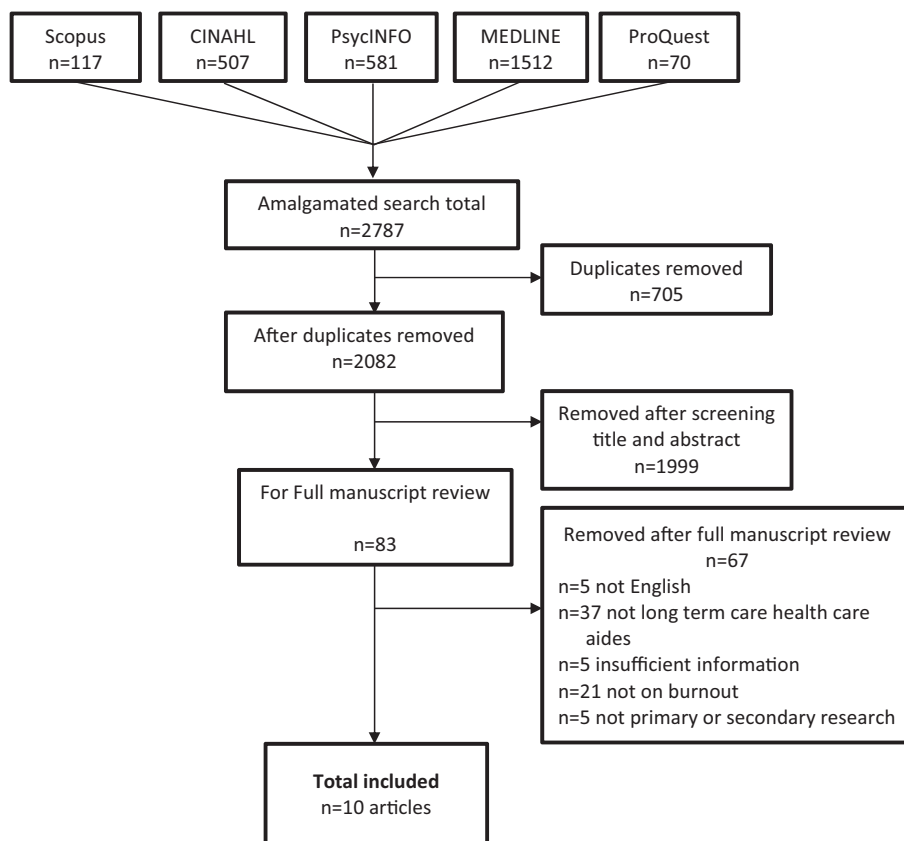 Scopus
n=117
CINAHL
n=507
PsycINFO
n=581
MEDLINE
n=1512
ProQuest
n=70
Amalgamated search total
n=2787
Duplicates removed
n=705
After duplicates removed
n=2082
Removed after screening
title and abstract
n=1999
For Full manuscript review
n=83
Removed after full manuscript review
n=67
n=5 not English
n=37 not long term care health care
aides
n=5 insufficient information
n=21 not on burnout
n=5 not primary or secondary research
Total included
n=10 articles